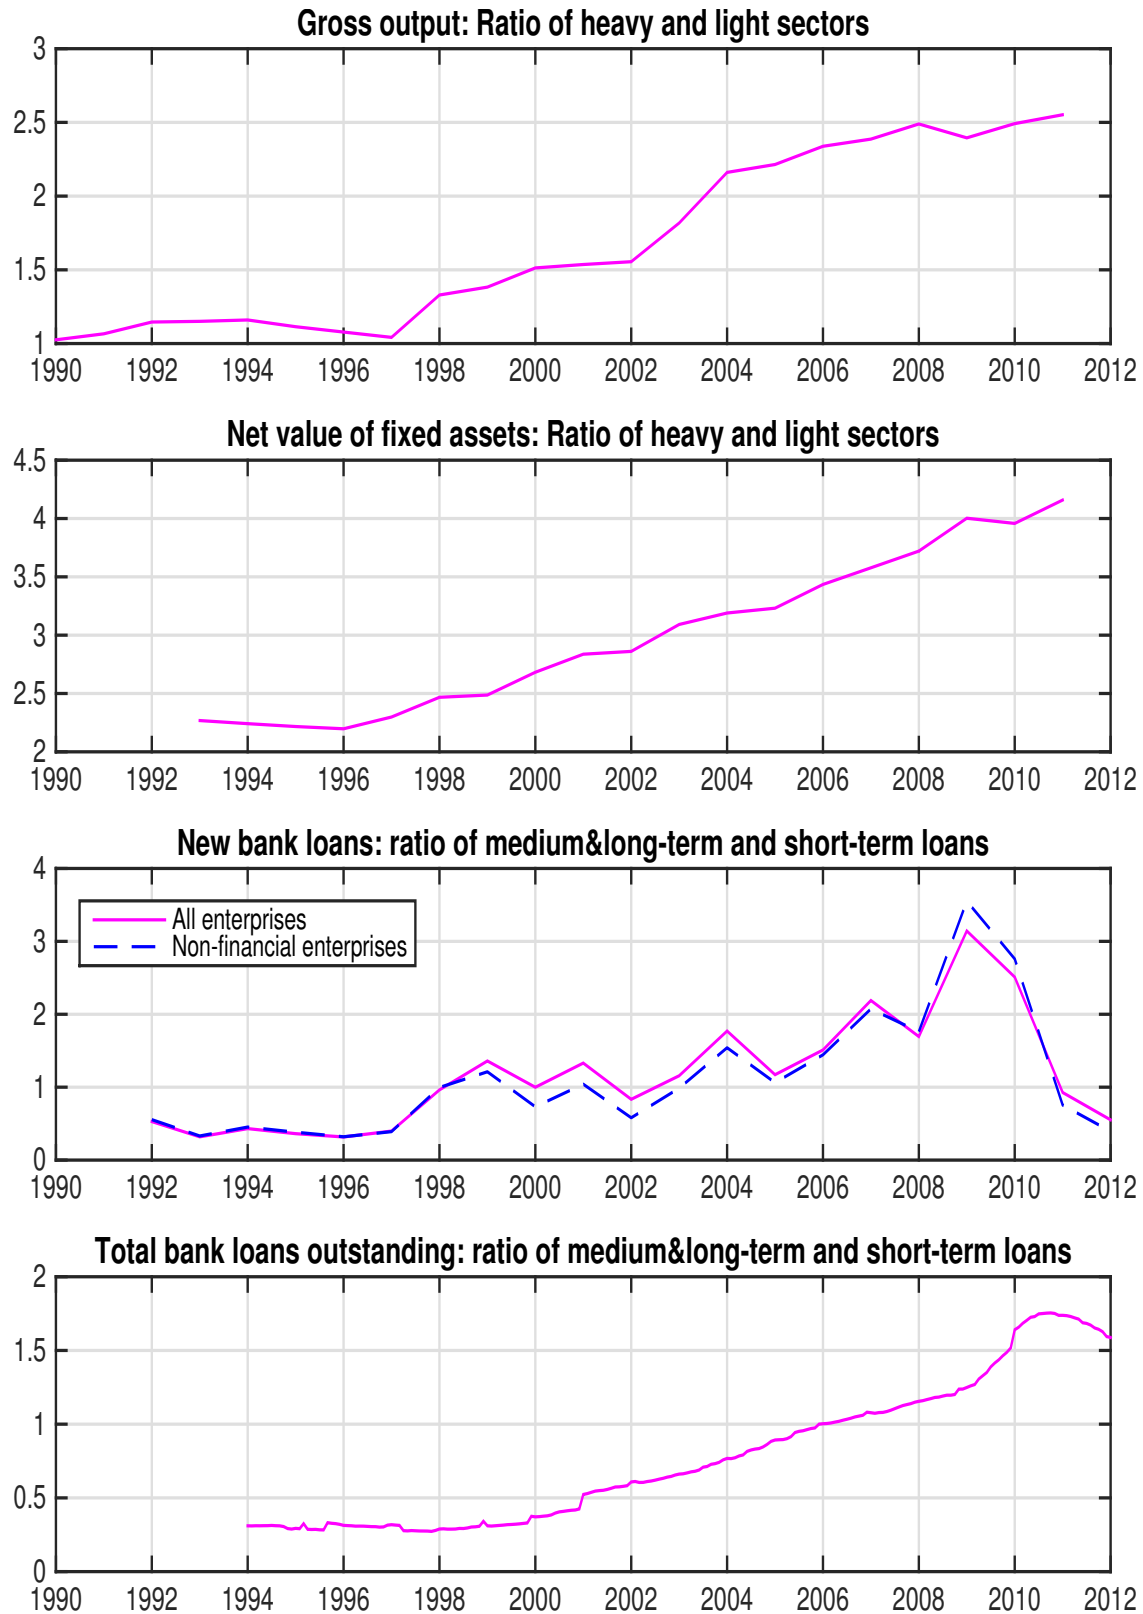 Gross output: Ratio of heavy and light sectors
3
2.5
2
1.5
1
1990 1992 1994 1996 1998 2000 2002 2004 2006 2008 2010 2012
Net value of fixed assets: Ratio of heavy and light sectors
4.5
4
3.5
3
2.5
2
1990 1992 1994 1996 1998 2000 2002 2004 2006 2008 2010 2012
New bank loans: ratio of medium&long-term and short-term loans
4
All enterprises
Non-financial enterprises
3
2
1
0
1990 1992 1994 1996 1998 2000 2002 2004 2006 2008 2010 2012
Total bank loans outstanding: ratio of medium&long-term and short-term loans
2
1.5
1
0.5
0
1990 1992 1994 1996 1998 2000 2002 2004 2006 2008 2010 2012